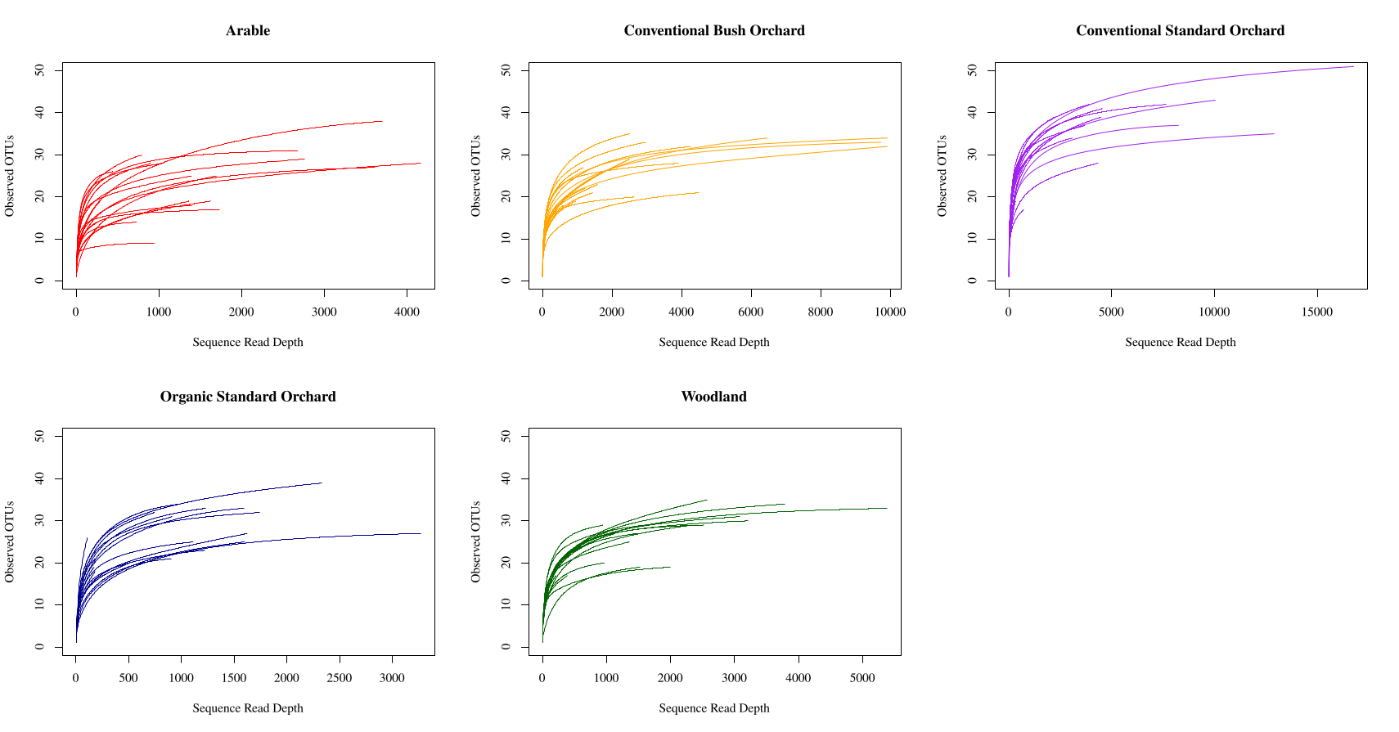 Arable
Observed OTUs
50
40
30
20
10
0
0 1000 2000 3000 4000
Sequence Read Depth
Conventional Bush Orchard
Observed OTUs
50
40
30
20
10
0
0 2000 4000 6000 8000 10000
Sequence Read Depth
Conventional Standard Orchard
Observed OTUs
50
40
30
20
10
0
0 5000 10000 15000
Sequence Read Depth
Organic Standard Orchard
Observed OTUs
50
40
30
20
10
0
0 500 1000 1500 2000 2500 3000
Sequence Read Depth
Woodland
Observed OTUs
50
40
30
20
10
0
0 1000 2000 3000 4000 5000
Sequence Read Depth